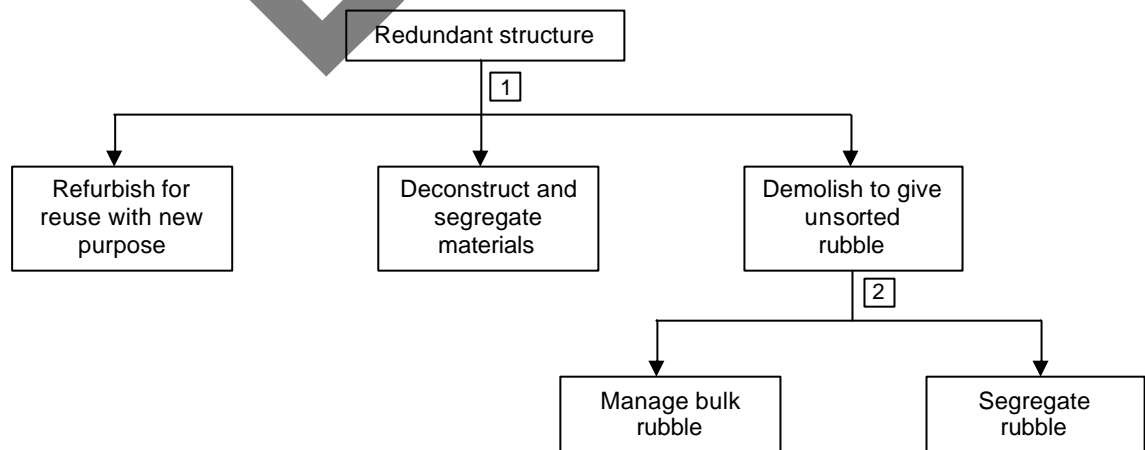 Redundant structure
1
Refurbish for
reuse with new
purpose
Deconstruct and
segregate
materials
Demolish to give
unsorted
rubble
2
Manage bulk
rubble
Segregate
rubble